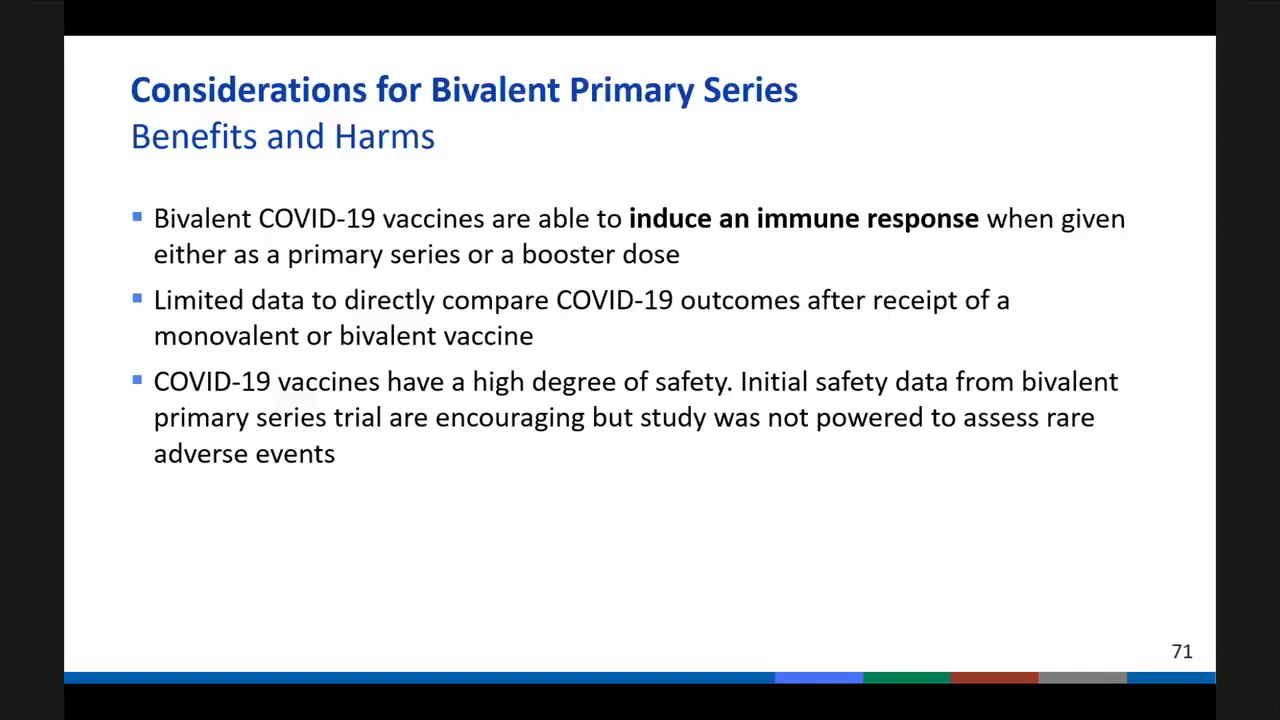 Considerations for Bivalent Primary Series
Benefits and Harms
Bivalent COVID-19 vaccines are able to induce an immune response when given
either as a primary series or a booster dose
Limited data to directly compare COVID-19 outcomes after receipt of a
monovalent or bivalent vaccine
COVID-19 vaccines have a high degree of safety. Initial safety data from bivalent
primary series trial are encouraging but study was not powered to assess rare
adverse events
71